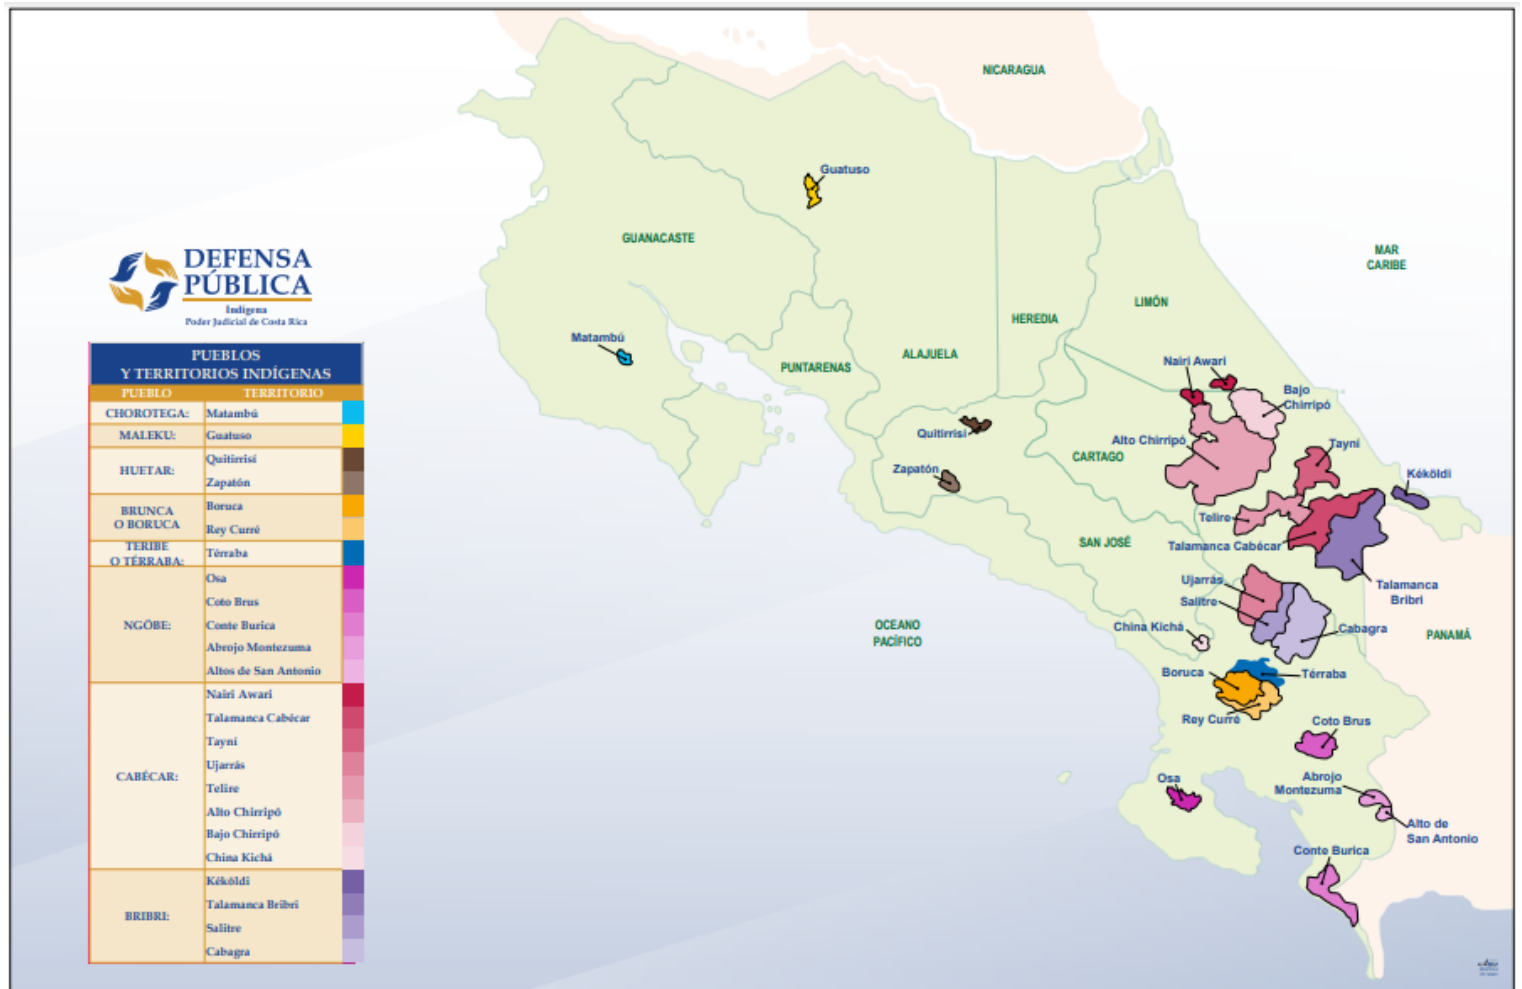 DEFENSA
PÚBLICA
Indígena
Poder Judicial de Costa Rica
PUEBLOS
Y TERRITORIOS INDÍGENAS
PUEBLO TERRITORIO
CHOROTEGA: Matambú
MALEKU: Guatuso
HUETAR:
Quitirrisí
Zapatón
BRUNCA
O BORUCA
Boruca
Rey Curré
TERIBE
O TÉRRABA:
Térraba
NGÖBE:
Osa
Coto Brus
Conte Burica
Abrojo Montezuma
Altos de San Antonio
CABÉCAR:
Nairi Awari
Talamanca Cabécar
Tayní
Ujarrás
Telire
Alto Chirripó
Bajo Chirripó
China Kichá
BRIBRI:
Kéköldi
Talamanca Bribri
Salitre
Cabagra
NICARAGUA
Guatuso
GUANACASTE
MAR
CARIBE
LIMÓN
HEREDIA
Matambú
ALAJUELA
PUNTARENAS
Nairi Awari
Bajo
Chirripó
Quitirrisí
Alto Chirripó
Tayní
CARTAGO
Zapatón
Kéköldi
Telire
SAN JOSÉ
Talamanca Cabécar
Ujarrás
Talamanca
Bribri
Salitre
China Kichá
Cabagra
OCEANO
PACÍFICO
PANAMÁ
Boruca
Térraba
Rey Curré
Coto Brus
Osa
Abrojo
Montezuma
Alto de
San Antonio
Conte Burica